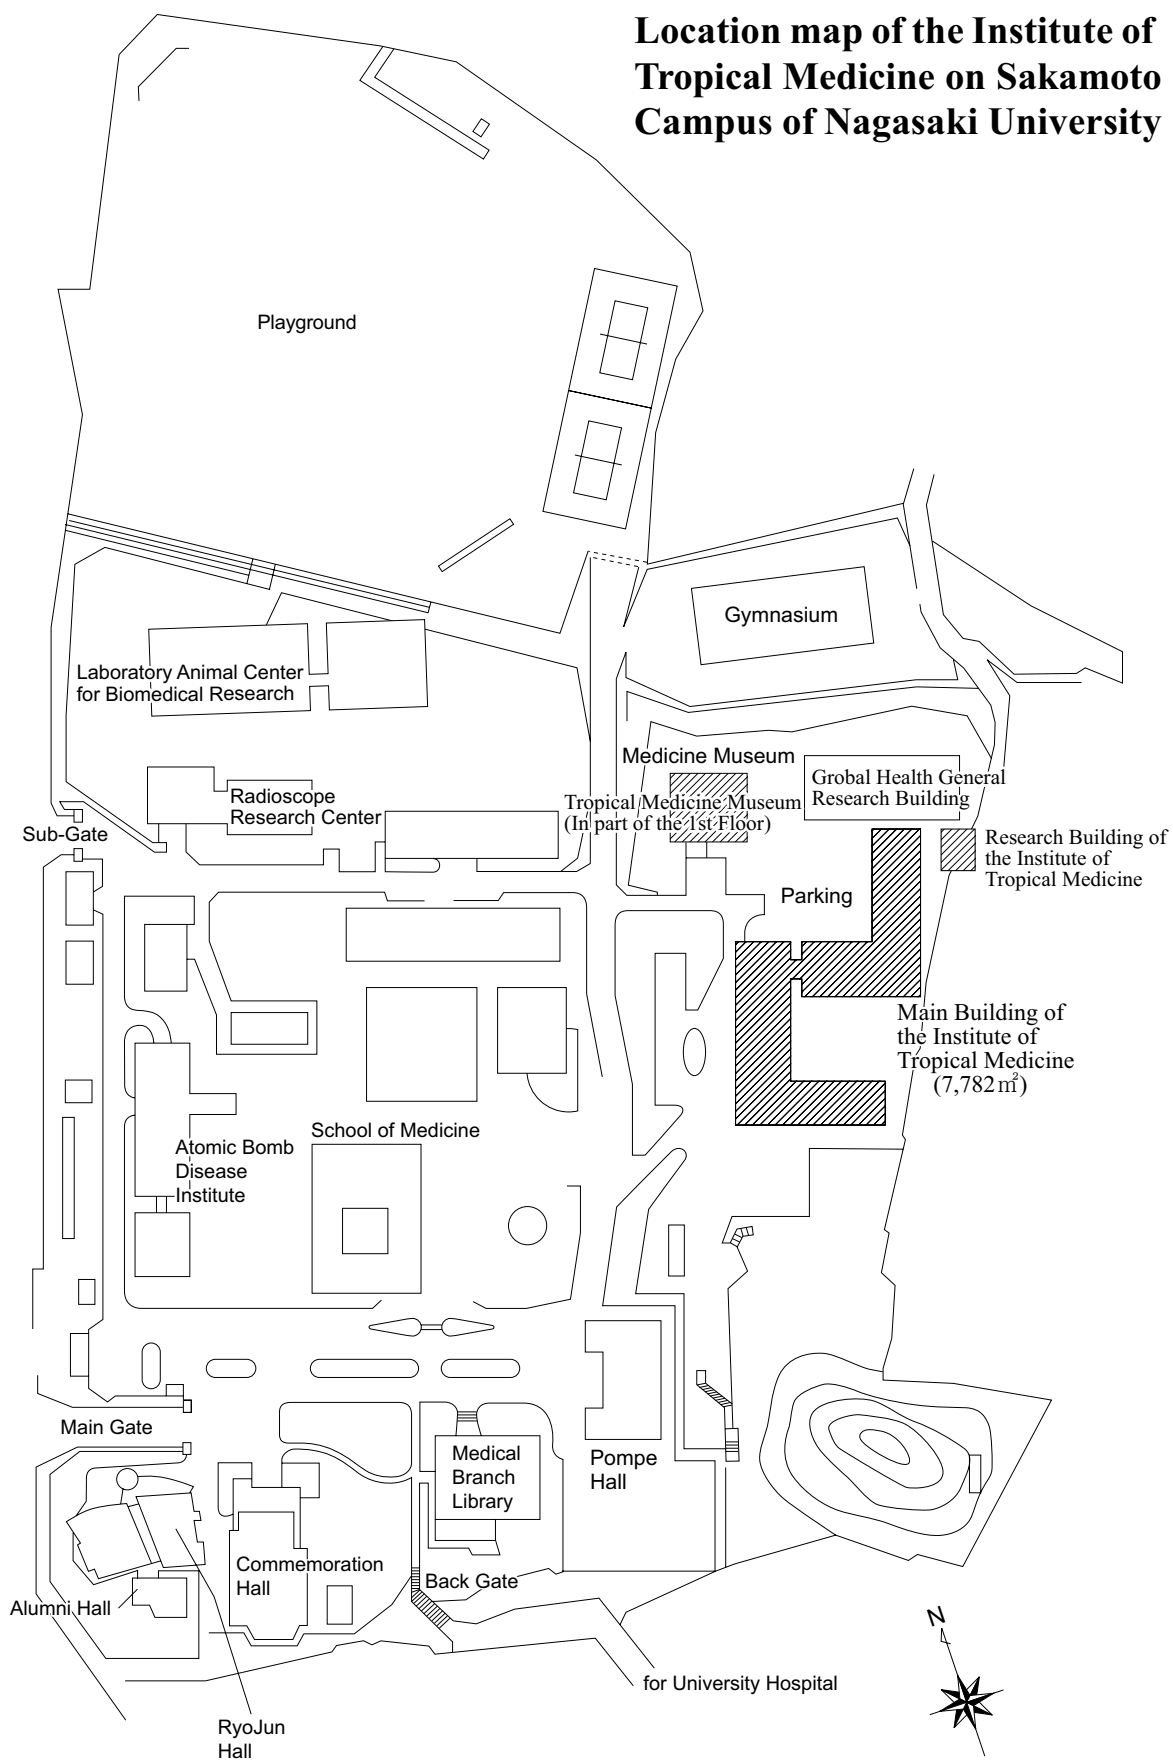 Location map of the Institute of
Tropical Medicine on Sakamoto
Campus of Nagasaki University
Playground
Gymnasium
Laboratory Animal Center
for Biomedical Research
Medicine Museum
Tropical Medicine Museum
(In part of the 1st Floor)
Grobal Health General
Research Building
Radioscope
Research Center
Sub-Gate
Research Building of
the Institute of
Tropical Medicine
Parking
Main Building of
the Institute of
Tropical Medicine
(7,782㎡)
School of Medicine
Atomic Bomb
Disease
Institute
Main Gate
Medical
Branch
Library
Pompe
Hall
Commemoration
Hall
Back Gate
Alumni Hall
N
for University Hospital
RyoJun
Hall